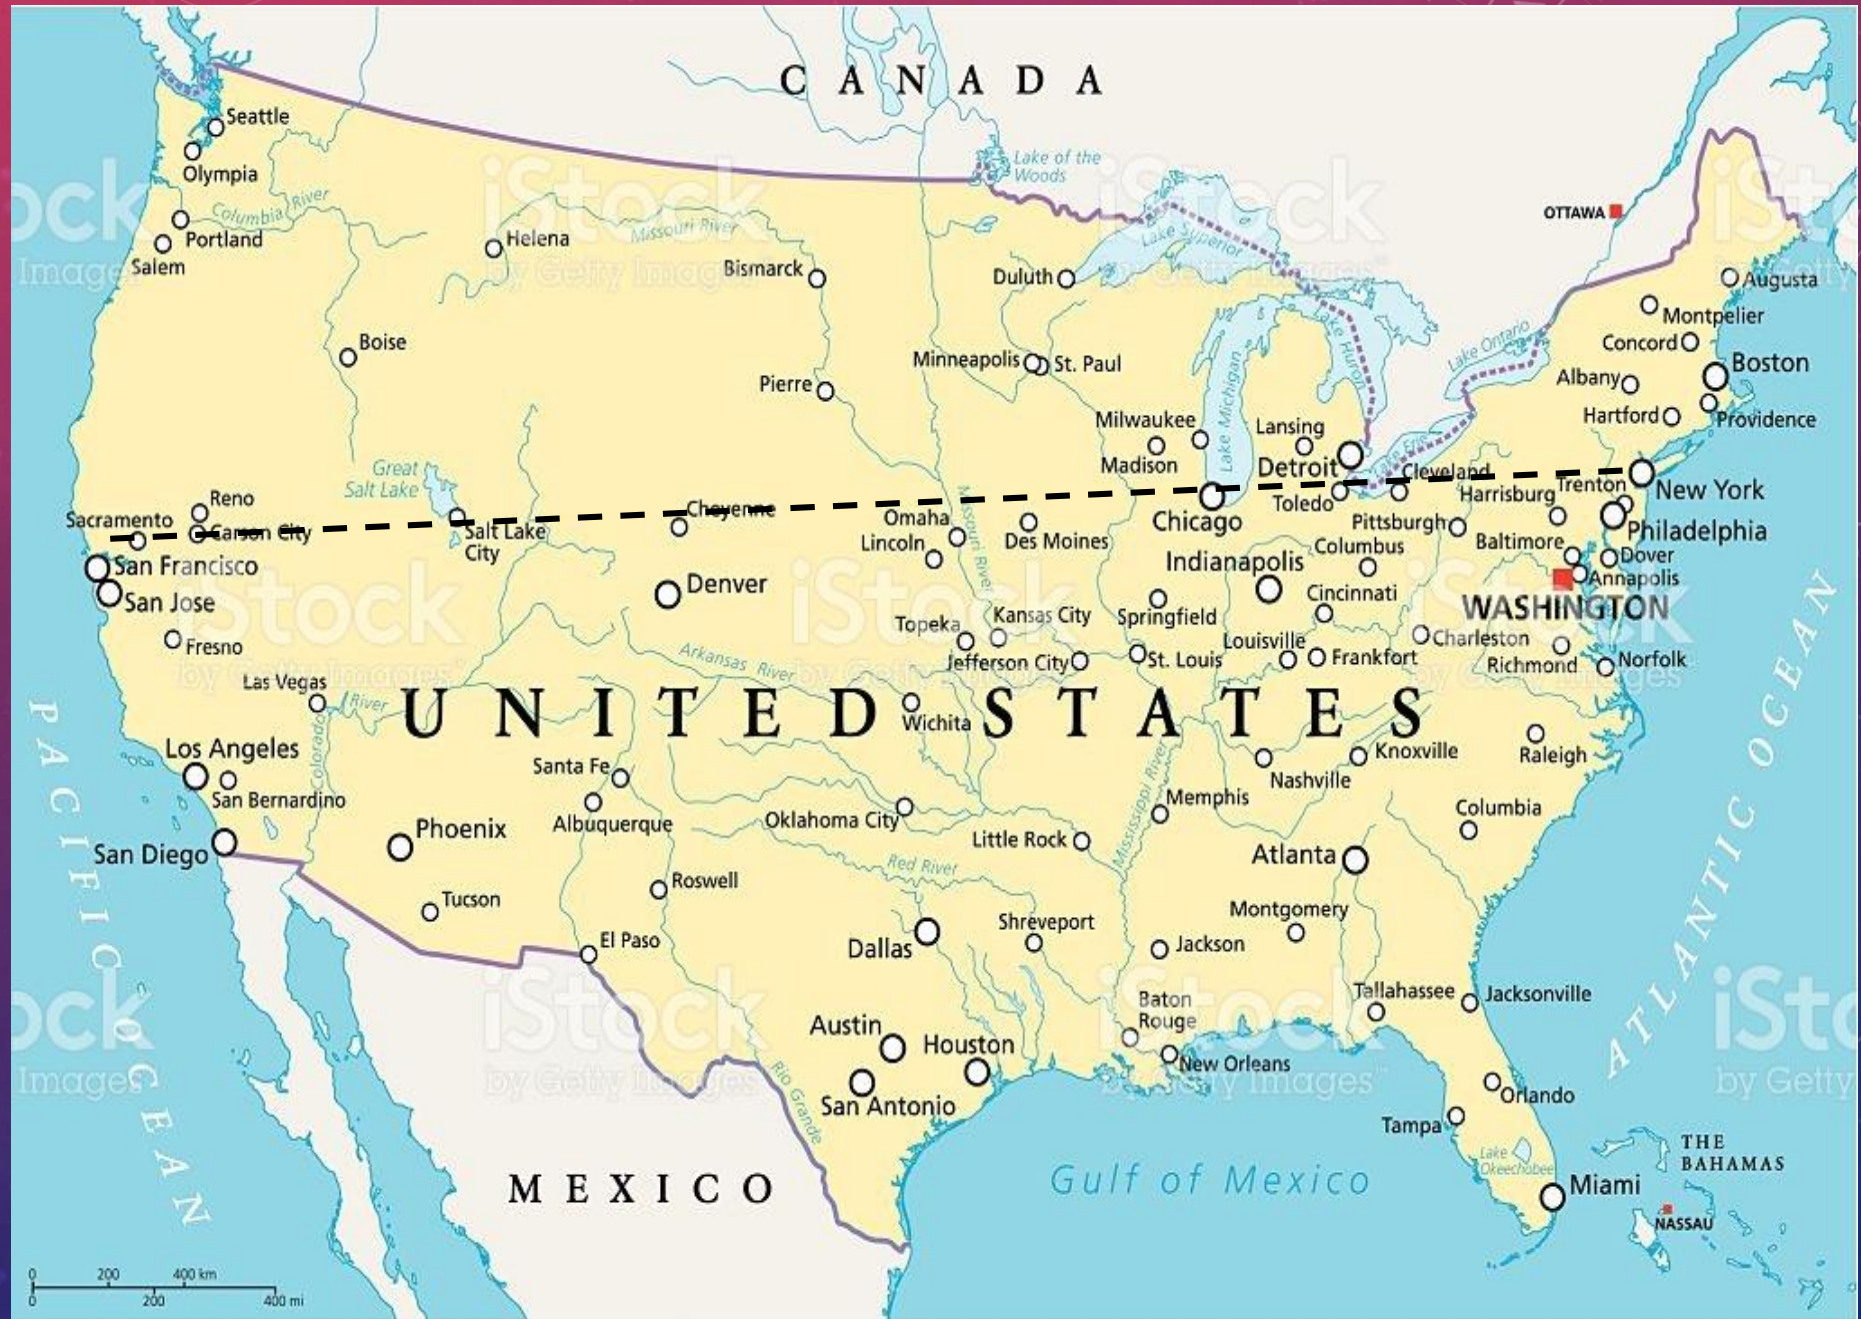 CANADA
Seattle
Lake of the
Woods
Olympia
OTTAWA
Columbia River
Missouri River
Lake Superior
Portland
Helena
Salem
Bismarck
Duluth
Augusta
Montpelier
Boise
Lake Huron
Lake Ontario
Concord
Minneapolis
St. Paul
Boston
Pierre
Lake Michigan
Albany
Milwaukee
Lansing
Hartford
Providence
Madison
Detroit
Lake Erie
Cleveland
Great
Salt Lake
Reno
Cheyenne
Missouri River
Toledo
Harrisburg
Trenton
New York
Sacramento
Carson City
Salt Lake
City
Omaha
Des Moines
Chicago
Pittsburgh
Philadelphia
Lincoln
Indianapolis
Columbus
Baltimore
Dover
San Francisco
Denver
Annapolis
San Jose
Cincinnati
WASHINGTON
Topeka
Kansas City
Springfield
Fresno
Arkansas River
Jefferson City
St. Louis
Louisville
Frankfort
Charleston
Richmond
Norfolk
Las Vegas
River
Colorado
UNITED STATES
Wichita
Los Angeles
Santa Fe
Nashville
Knoxville
Raleigh
San Bernardino
Albuquerque
Oklahoma City
Mississippi River
Memphis
Columbia
San Diego
Phoenix
Little Rock
Atlanta
Red River
Tucson
Roswell
Shreveport
Montgomery
El Paso
Dallas
Jackson
PACIFIC OCEAN
ATLANTIC OCEAN
Baton
Rouge
Tallahassee
Jacksonville
Austin
Houston
New Orleans
Rio Grande
San Antonio
Orlando
Tampa
Lake
Okeechobee
THE
BAHAMAS
MEXICO
Gulf of Mexico
Miami
NASSAU
0 200 400 km
0 200 400 mi
iStock
by Getty Images™